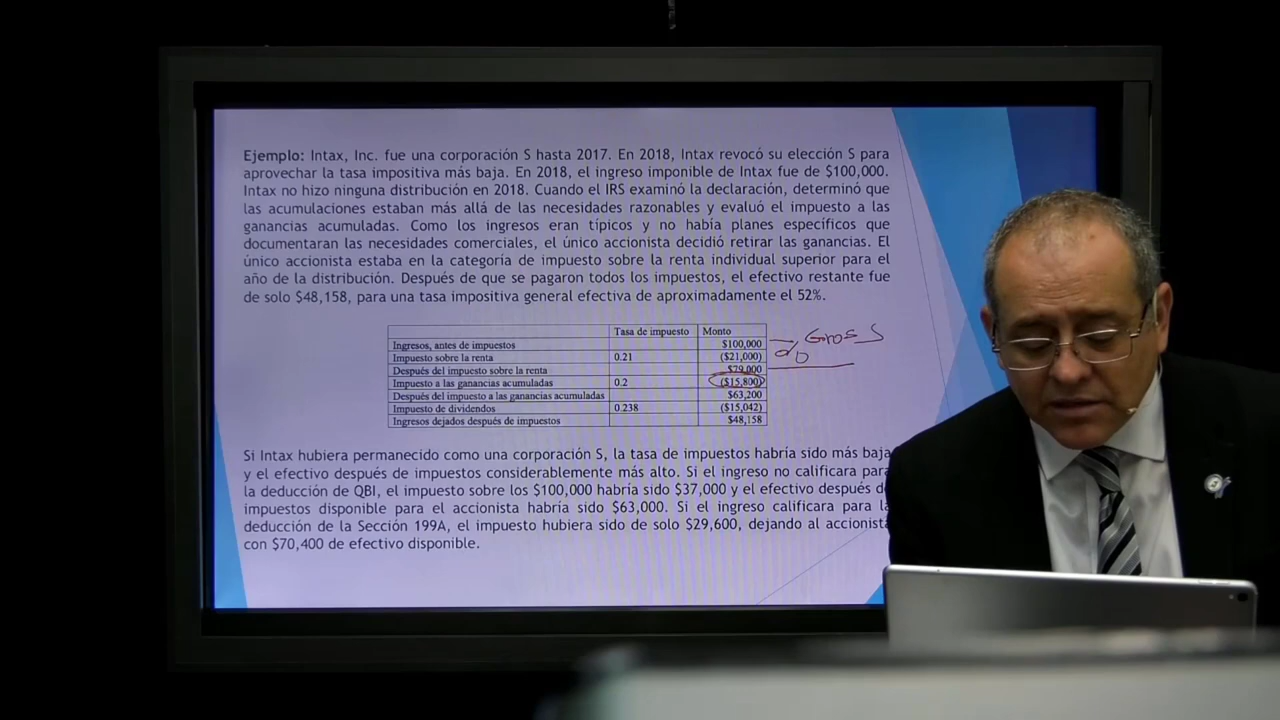 Ejemplo: Intax, Inc. fue una corporación S hasta 2017. En 2018, Intax revocó su elección S para
aprovechar la tasa impositiva más baja. En 2018, el ingreso imponible de Intax fue de $100,000.
Intax no hizo ninguna distribución en 2018. Cuando el IRS examinó la declaración, determinó que
las acumulaciones estaban más allá de las necesidades razonables y evaluó el impuesto a las
ganancias acumuladas. Como los ingresos eran típicos y no había planes específicos que
documentaran las necesidades comerciales, el único accionista decidió retirar las ganancias. El
único accionista estaba en la categoría de impuesto sobre la renta individual superior para el
año de la distribución. Después de que se pagaron todos los impuestos, el efectivo restante fue
de solo $48,158, para una tasa impositiva general efectiva de aproximadamente el 52%.
Tasa de impuesto Monto
Ingresos, antes de impuestos $100,000
Impuesto sobre la renta 0.21 ($21,000)
Después del impuesto sobre la renta $79,000
Impuesto a las ganancias acumuladas 0.2 ($15,800)
Después del impuesto a las ganancias acumuladas $63,200
Impuesto de dividendos 0.238 ($15,042)
Ingresos dejados después de impuestos $48,158
% Gross
Si Intax hubiera permanecido como una corporación S, la tasa de impuestos habría sido más baja
y el efectivo después de impuestos considerablemente más alto. Si el ingreso no calificara para
la deducción de QBI, el impuesto sobre los $100,000 habría sido $37,000 y el efectivo después d
impuestos disponible para el accionista habría sido $63,000. Si el ingreso calificara para l
deducción de la Sección 199A, el impuesto hubiera sido de solo $29,600, dejando al accionist
con $70,400 de efectivo disponible.